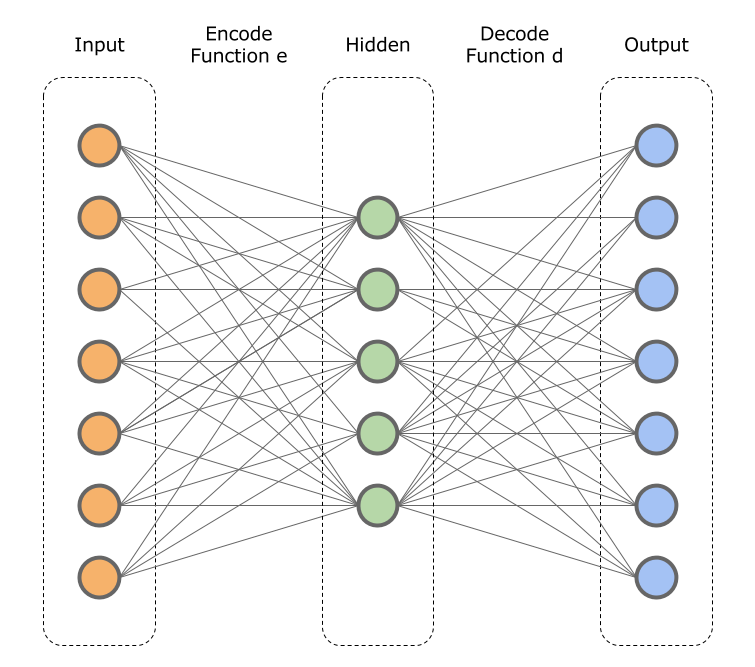 Input
Encode
Function e
Hidden
Decode
Function d
Output